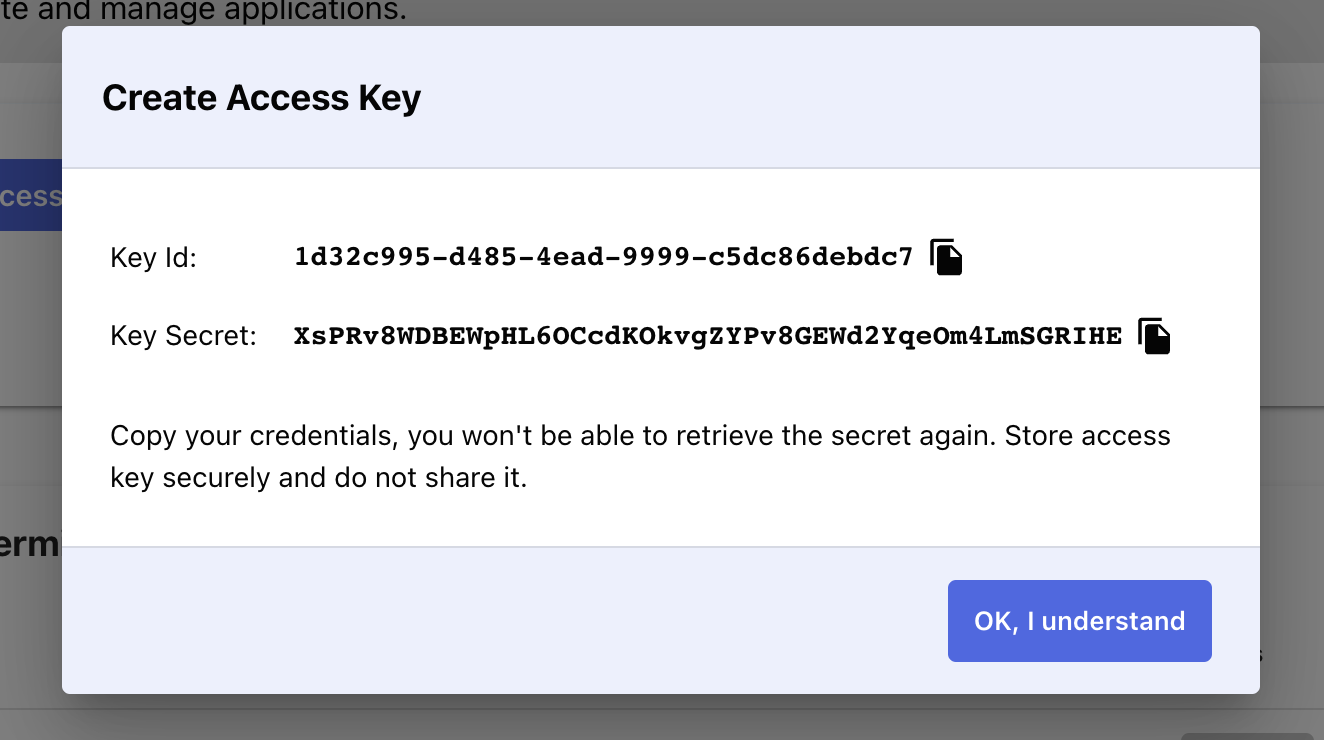 te and manage applications.
Create Access Key
cess
Key Id: 1d32c995-d485-4ead-9999-c5dc86debdc7
Key Secret: XsPRv8WDBEWpHL6OCcdKOkvgZYPv8GEWd2YqeOm4LmSGRIHE
Copy your credentials, you won't be able to retrieve the secret again. Store access
key securely and do not share it.
erm
OK, I understand
s